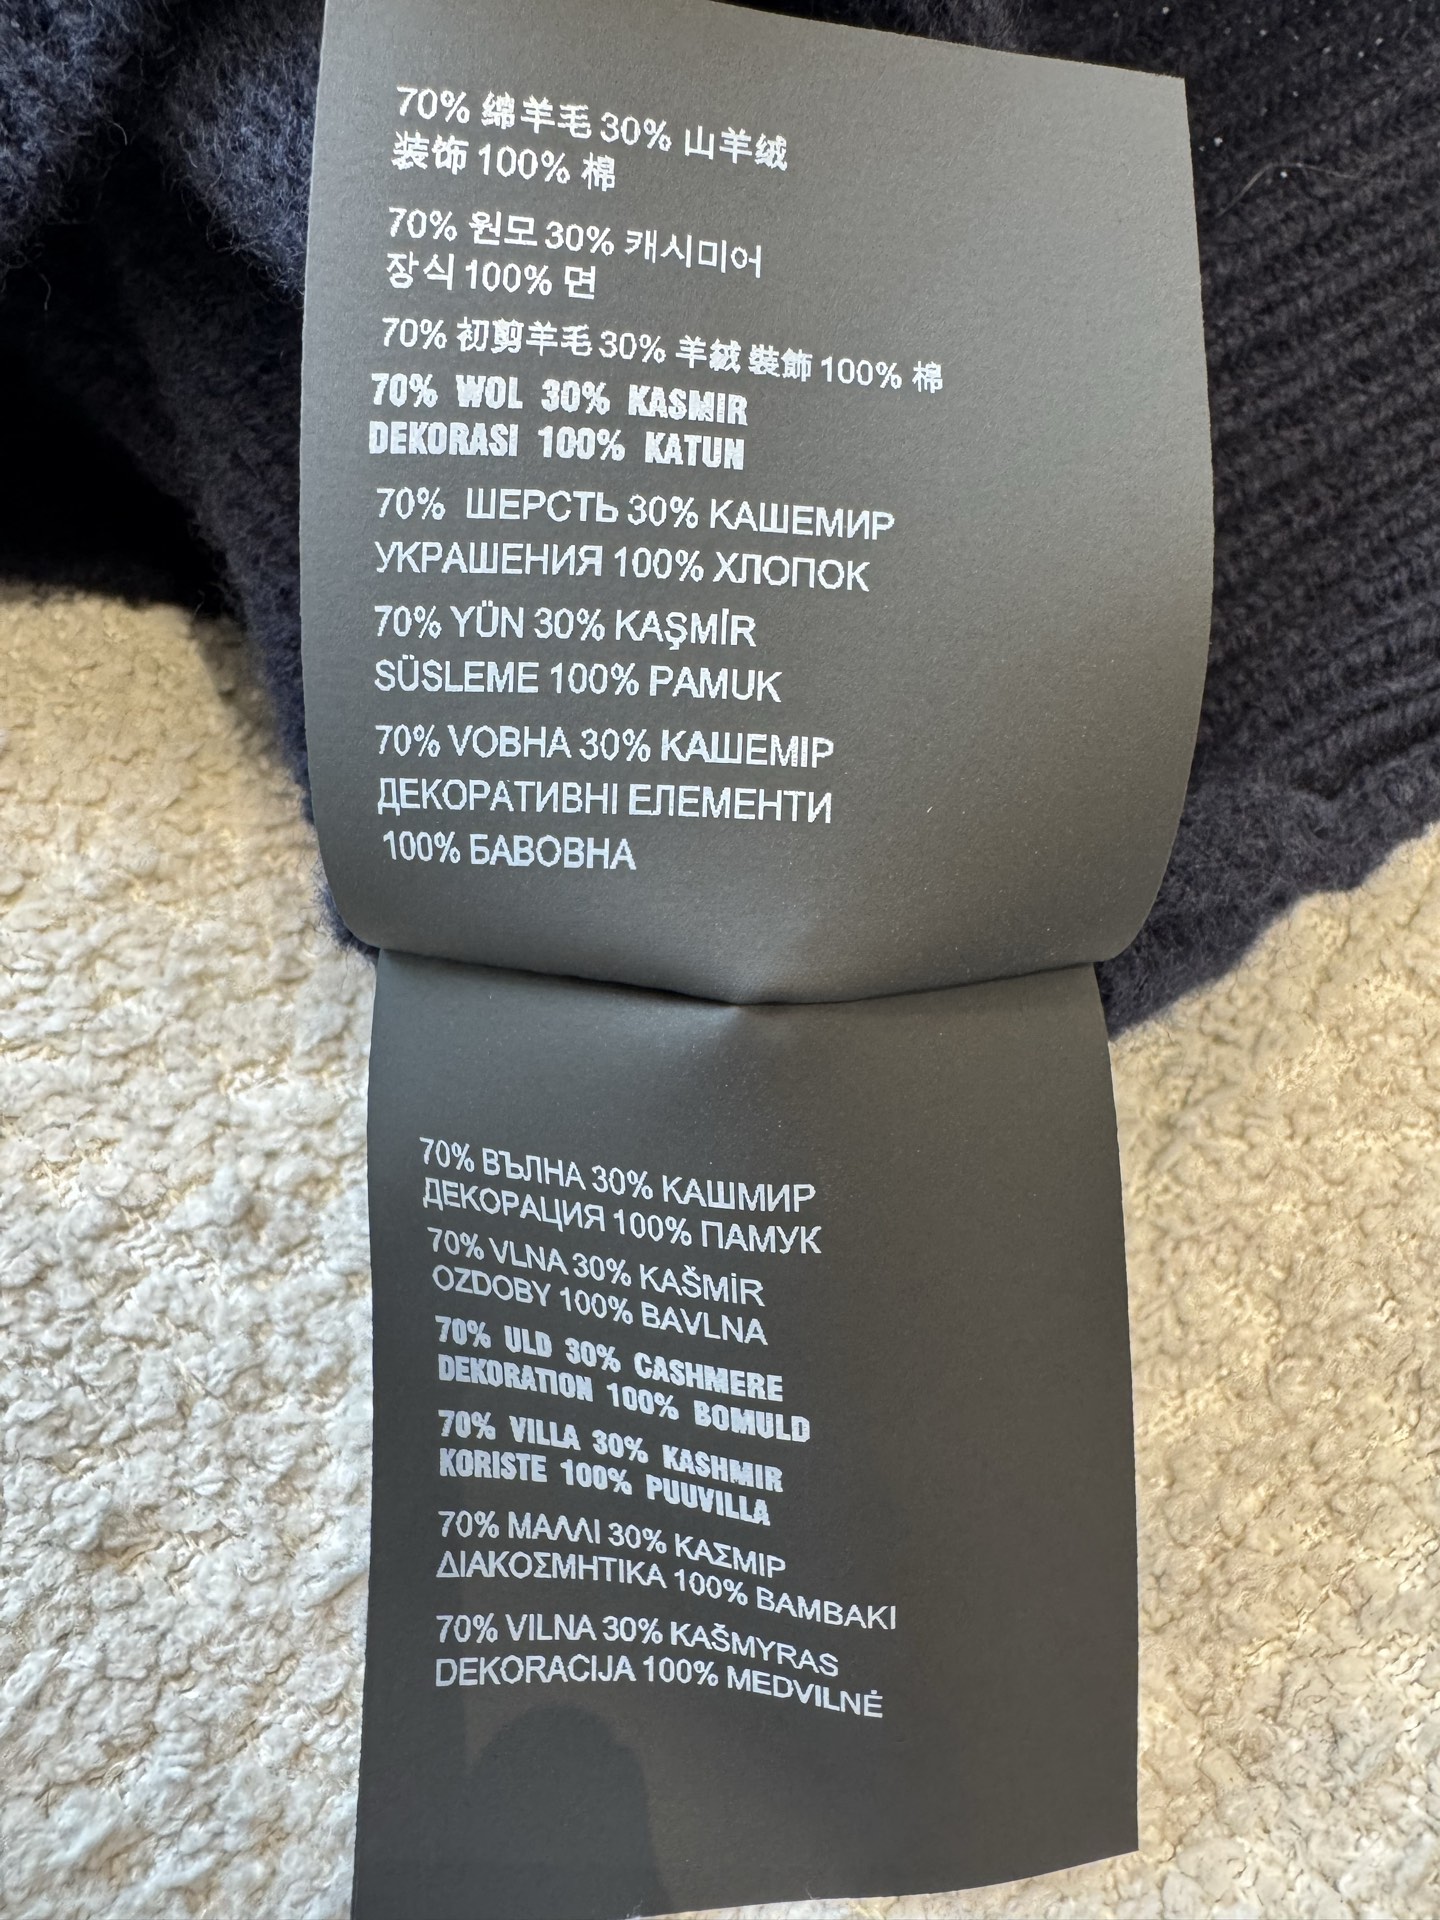 70% 绵羊毛 30% 山羊绒
装饰 100% 棉
70% 원모 30% 캐시미어
장식 100% 면
70% 初剪羊毛 30% 羊絨 裝飾 100% 棉
70% WOL 30% KASMIR
DEKORASI 100% KATUN
70% ШЕРСТЬ 30% КАШЕМИР
УКРАШЕНИЯ 100% ХЛОПОК
70% YÜN 30% KAŞMİR
SÜSLEME 100% PAMUK
70% VОВНА 30% КАШЕМІР
ДЕКОРАТИВНІ ЕЛЕМЕНТИ
100% БАВОВНА
70% ВЪЛНА 30% КАШМИР
ДЕКОРАЦИЯ 100% ПАМУК
70% VLNA 30% KAŠMİR
OZDOBY 100% BAVLNA
70% ULD 30% CASHMERE
DEKORATION 100% BOMULD
70% VILLA 30% KASHMIR
KORISTE 100% PUUVILLA
70% ΜΑΛΛΙ 30% ΚΑΣΜΙΡ
ΔΙΑΚΟΣΜΗΤΙΚΑ 100% ΒΑΜΒΑΚΙ
70% VILNA 30% KAŠMYRAS
DEKORACIJA 100% MEDVILNĖ